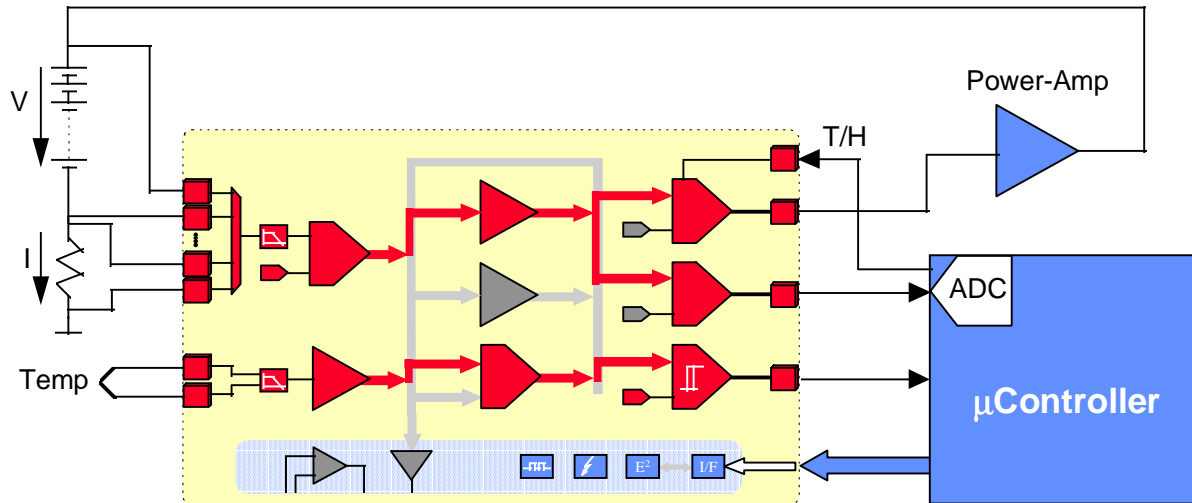 Power-Amp
V
T/H
I
ADC
Temp
μController
E²
I/F